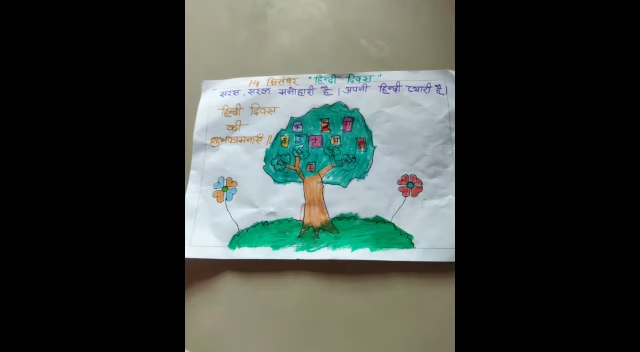 14 सितंबर "हिन्दी दिवस"
सरस, सरल मनोहारी है। अपनी हिन्दी प्यारी है।
हिन्दी दिवस
की
शुभकामनाएँ!!